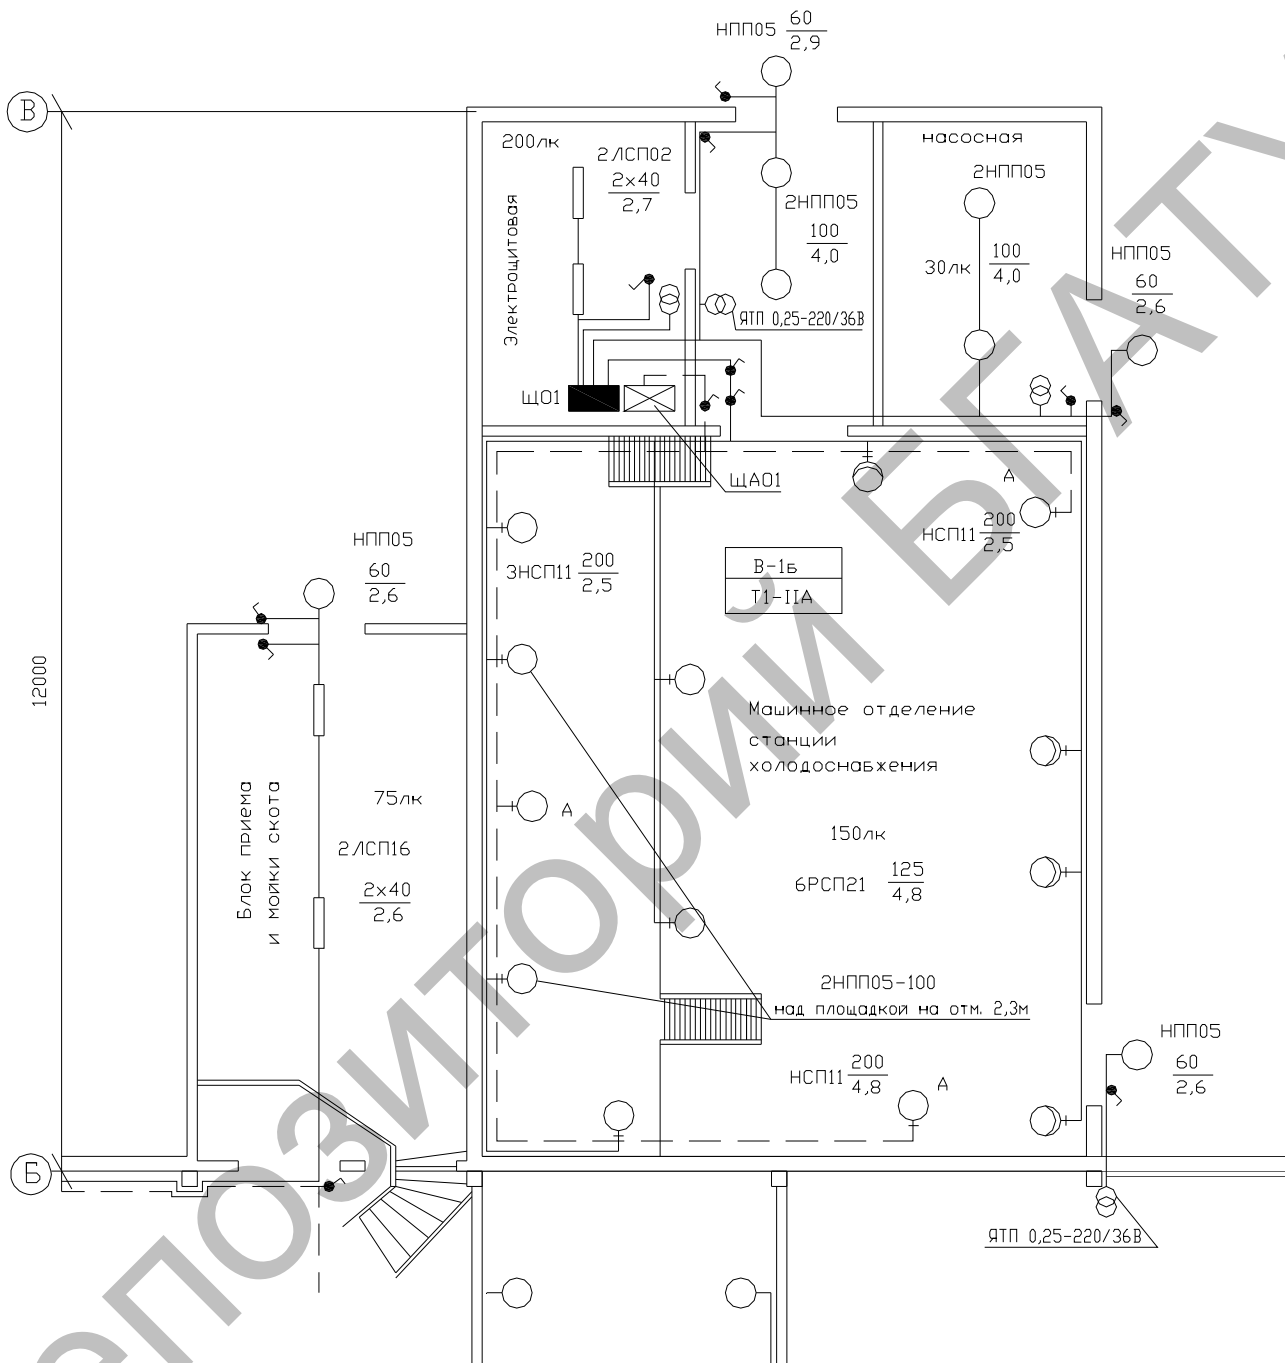 НПП05 60
2,9
В
200лк
2ЛСП02
2х40
2,7
Электрощитовая
2НПП05
100
4,0
ЯТП 0,25-220/36В
насосная
2НПП05
30лк
100
4,0
НПП05
60
2,6
ЩО1
ЩАО1
А
НСП11 200
2,5
3НСП11 200
2,5
В-1Б
Т1-IIА
НПП05
60
2,6
12000
Машинное отделение
станции
холодоснабжения
150лк
6РСП21 125
4,8
А
Блок приема
и мойки скота
75лк
2ЛСП16
2х40
2,6
2НПП05-100
над площадкой на отм. 2,3м
НСП11 200
4,8
А
НПП05
60
2,6
Б
ЯТП 0,25-220/36В
РЕПОЗИТОРИЙ БГАТУ